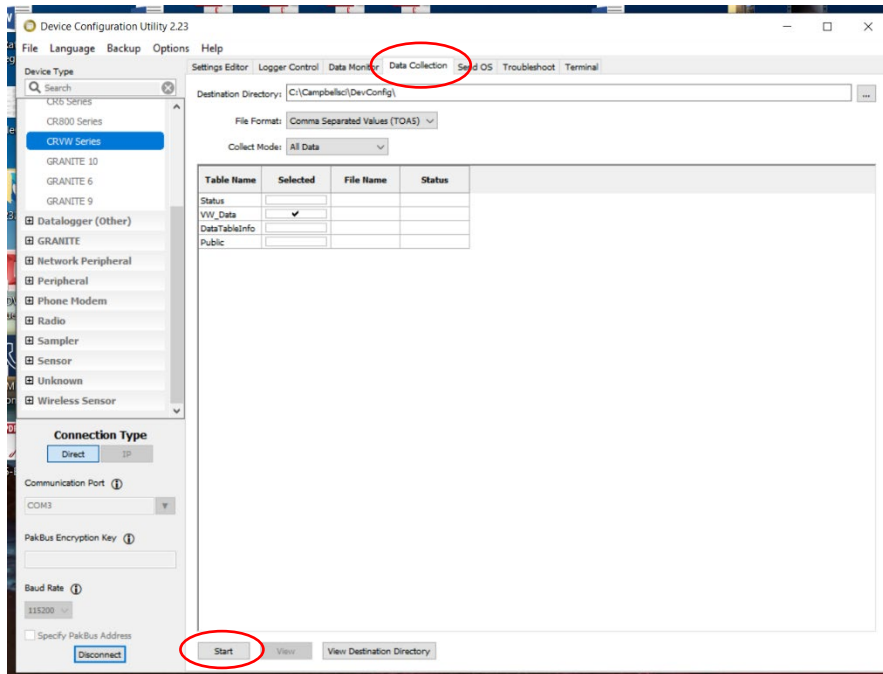 Device Configuration Utility 2.23
File Language Backup Options Help
Device Type
Search
CR6 Series
CR800 Series
CRVW Series
GRANITE 10
GRANITE 6
GRANITE 9
Datalogger (Other)
GRANITE
Network Peripheral
Peripheral
Phone Modem
Radio
Sampler
Sensor
Unknown
Wireless Sensor
Connection Type
Direct IP
Communication Port
COM3
PakBus Encryption Key
Baud Rate
115200
Specify PakBus Address
Disconnect
Settings Editor Logger Control Data Monitor Data Collection Send OS Troubleshoot Terminal
Destination Directory: C:\Campbellsci\DevConfig\ ...
File Format: Comma Separated Values (TOA5)
Collect Mode: All Data
Table Name Selected File Name Status
Status
VW_Data ✔
DataTableInfo
Public
Start View View Destination Directory